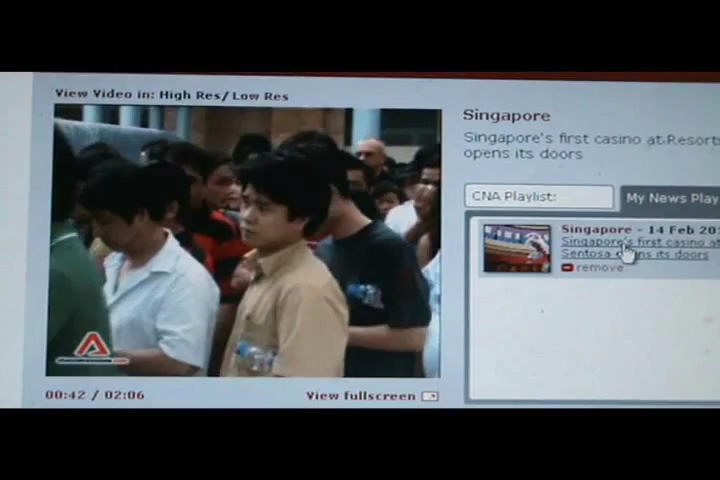 View Video in: High Res/ Low Res
Singapore
Singapore's first casino at Resorts
opens its doors
CNA Playlist:
My News Play
Singapore - 14 Feb 201
Singapore's first casino at
Sentosa opens its doors
remove
00:42 / 02:06
View fullscreen